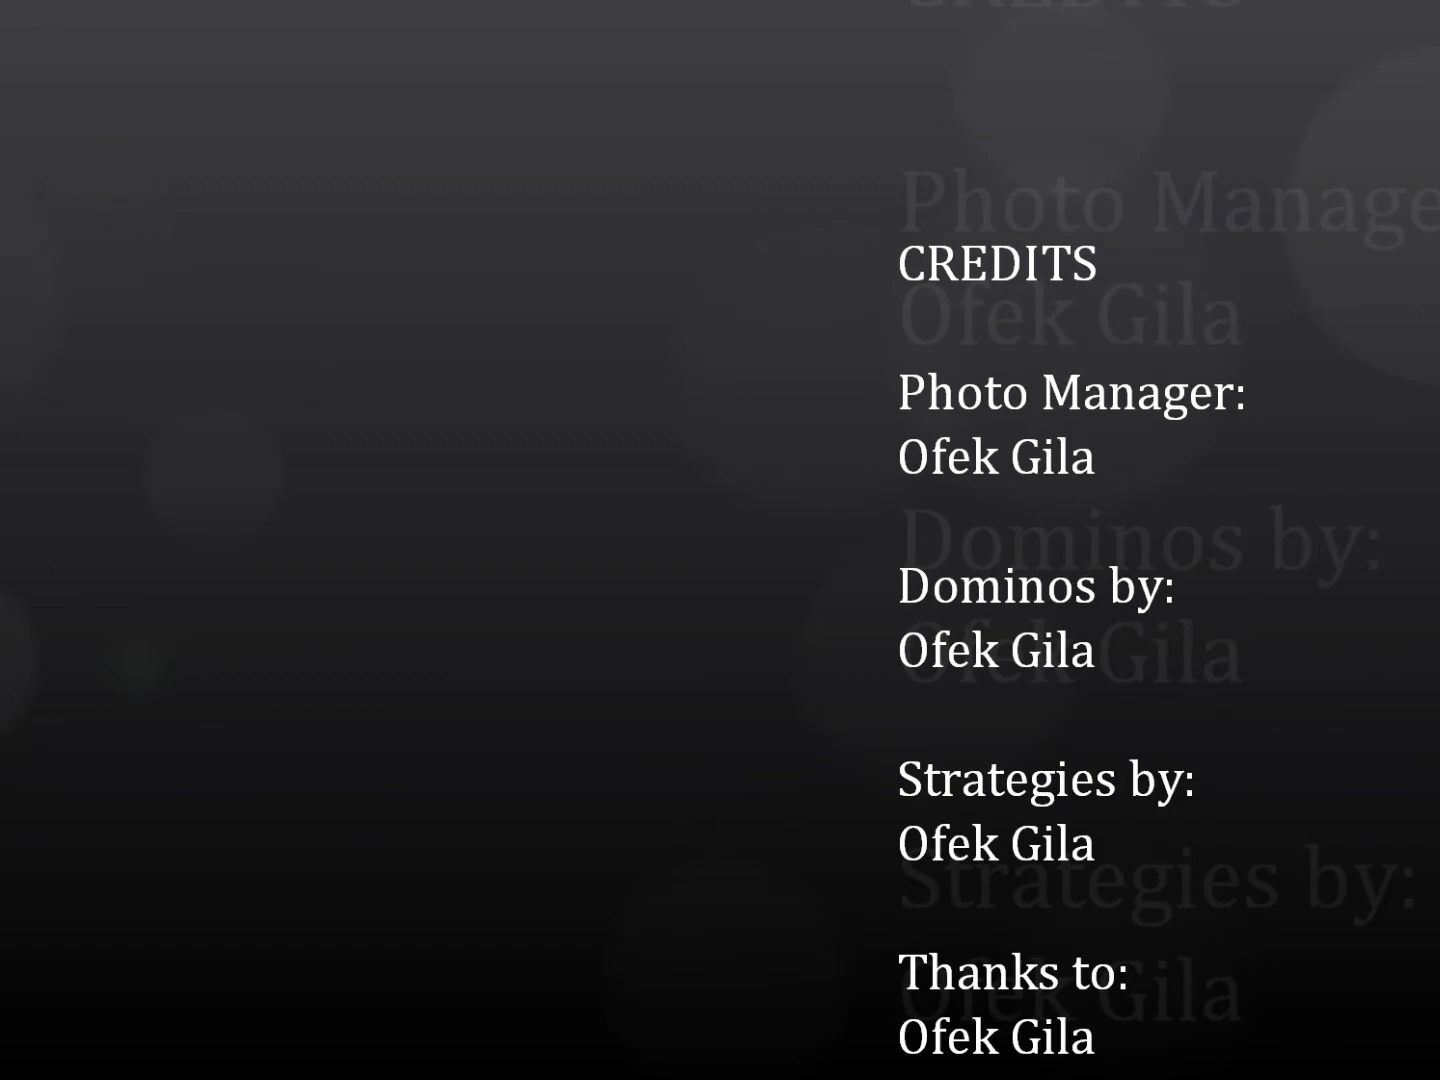 CREDITS
Photo Manager:
Ofek Gila
Dominos by:
Ofek Gila
Strategies by:
Ofek Gila
Thanks to:
Ofek Gila